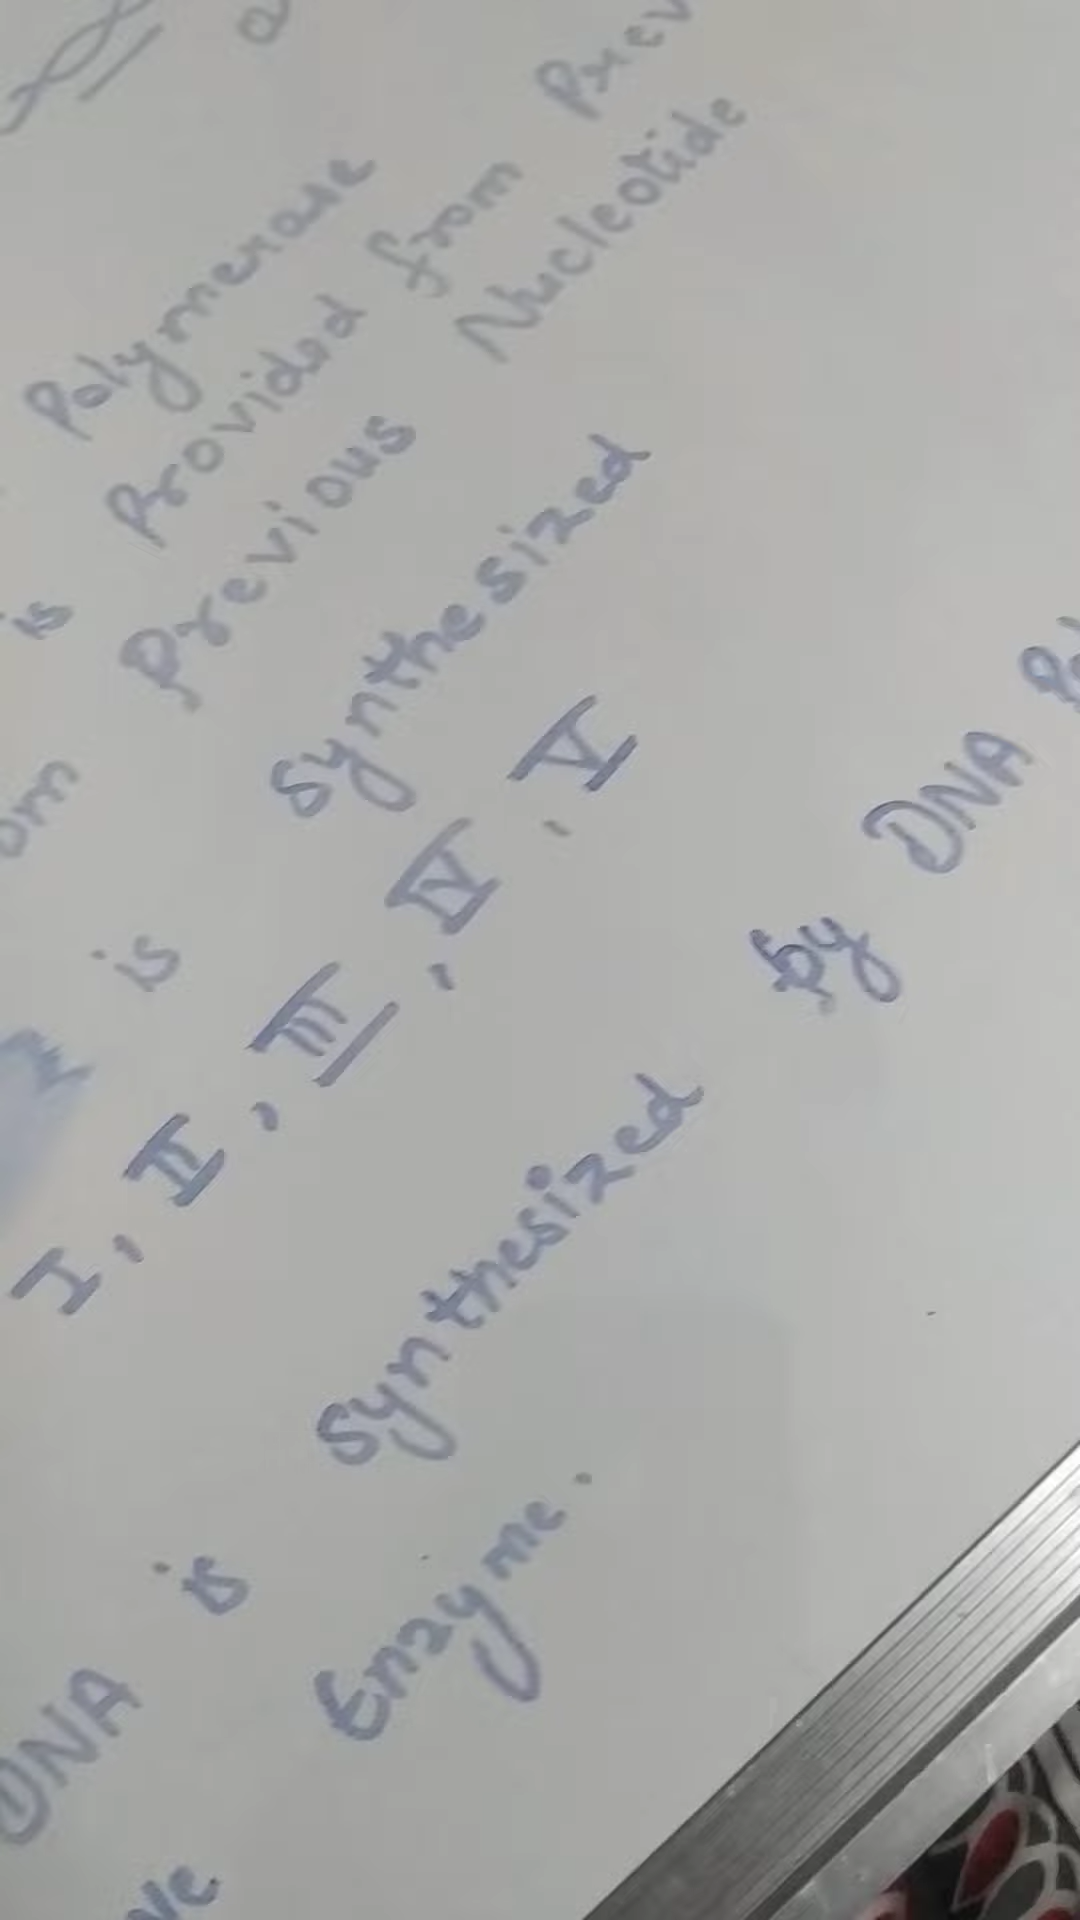 Polymerase
is Provided from Prev
om Previous Nucleotide
is Synthesized
I, II, III, IV, V
DNA is Synthesized by DNA
Enzyme.